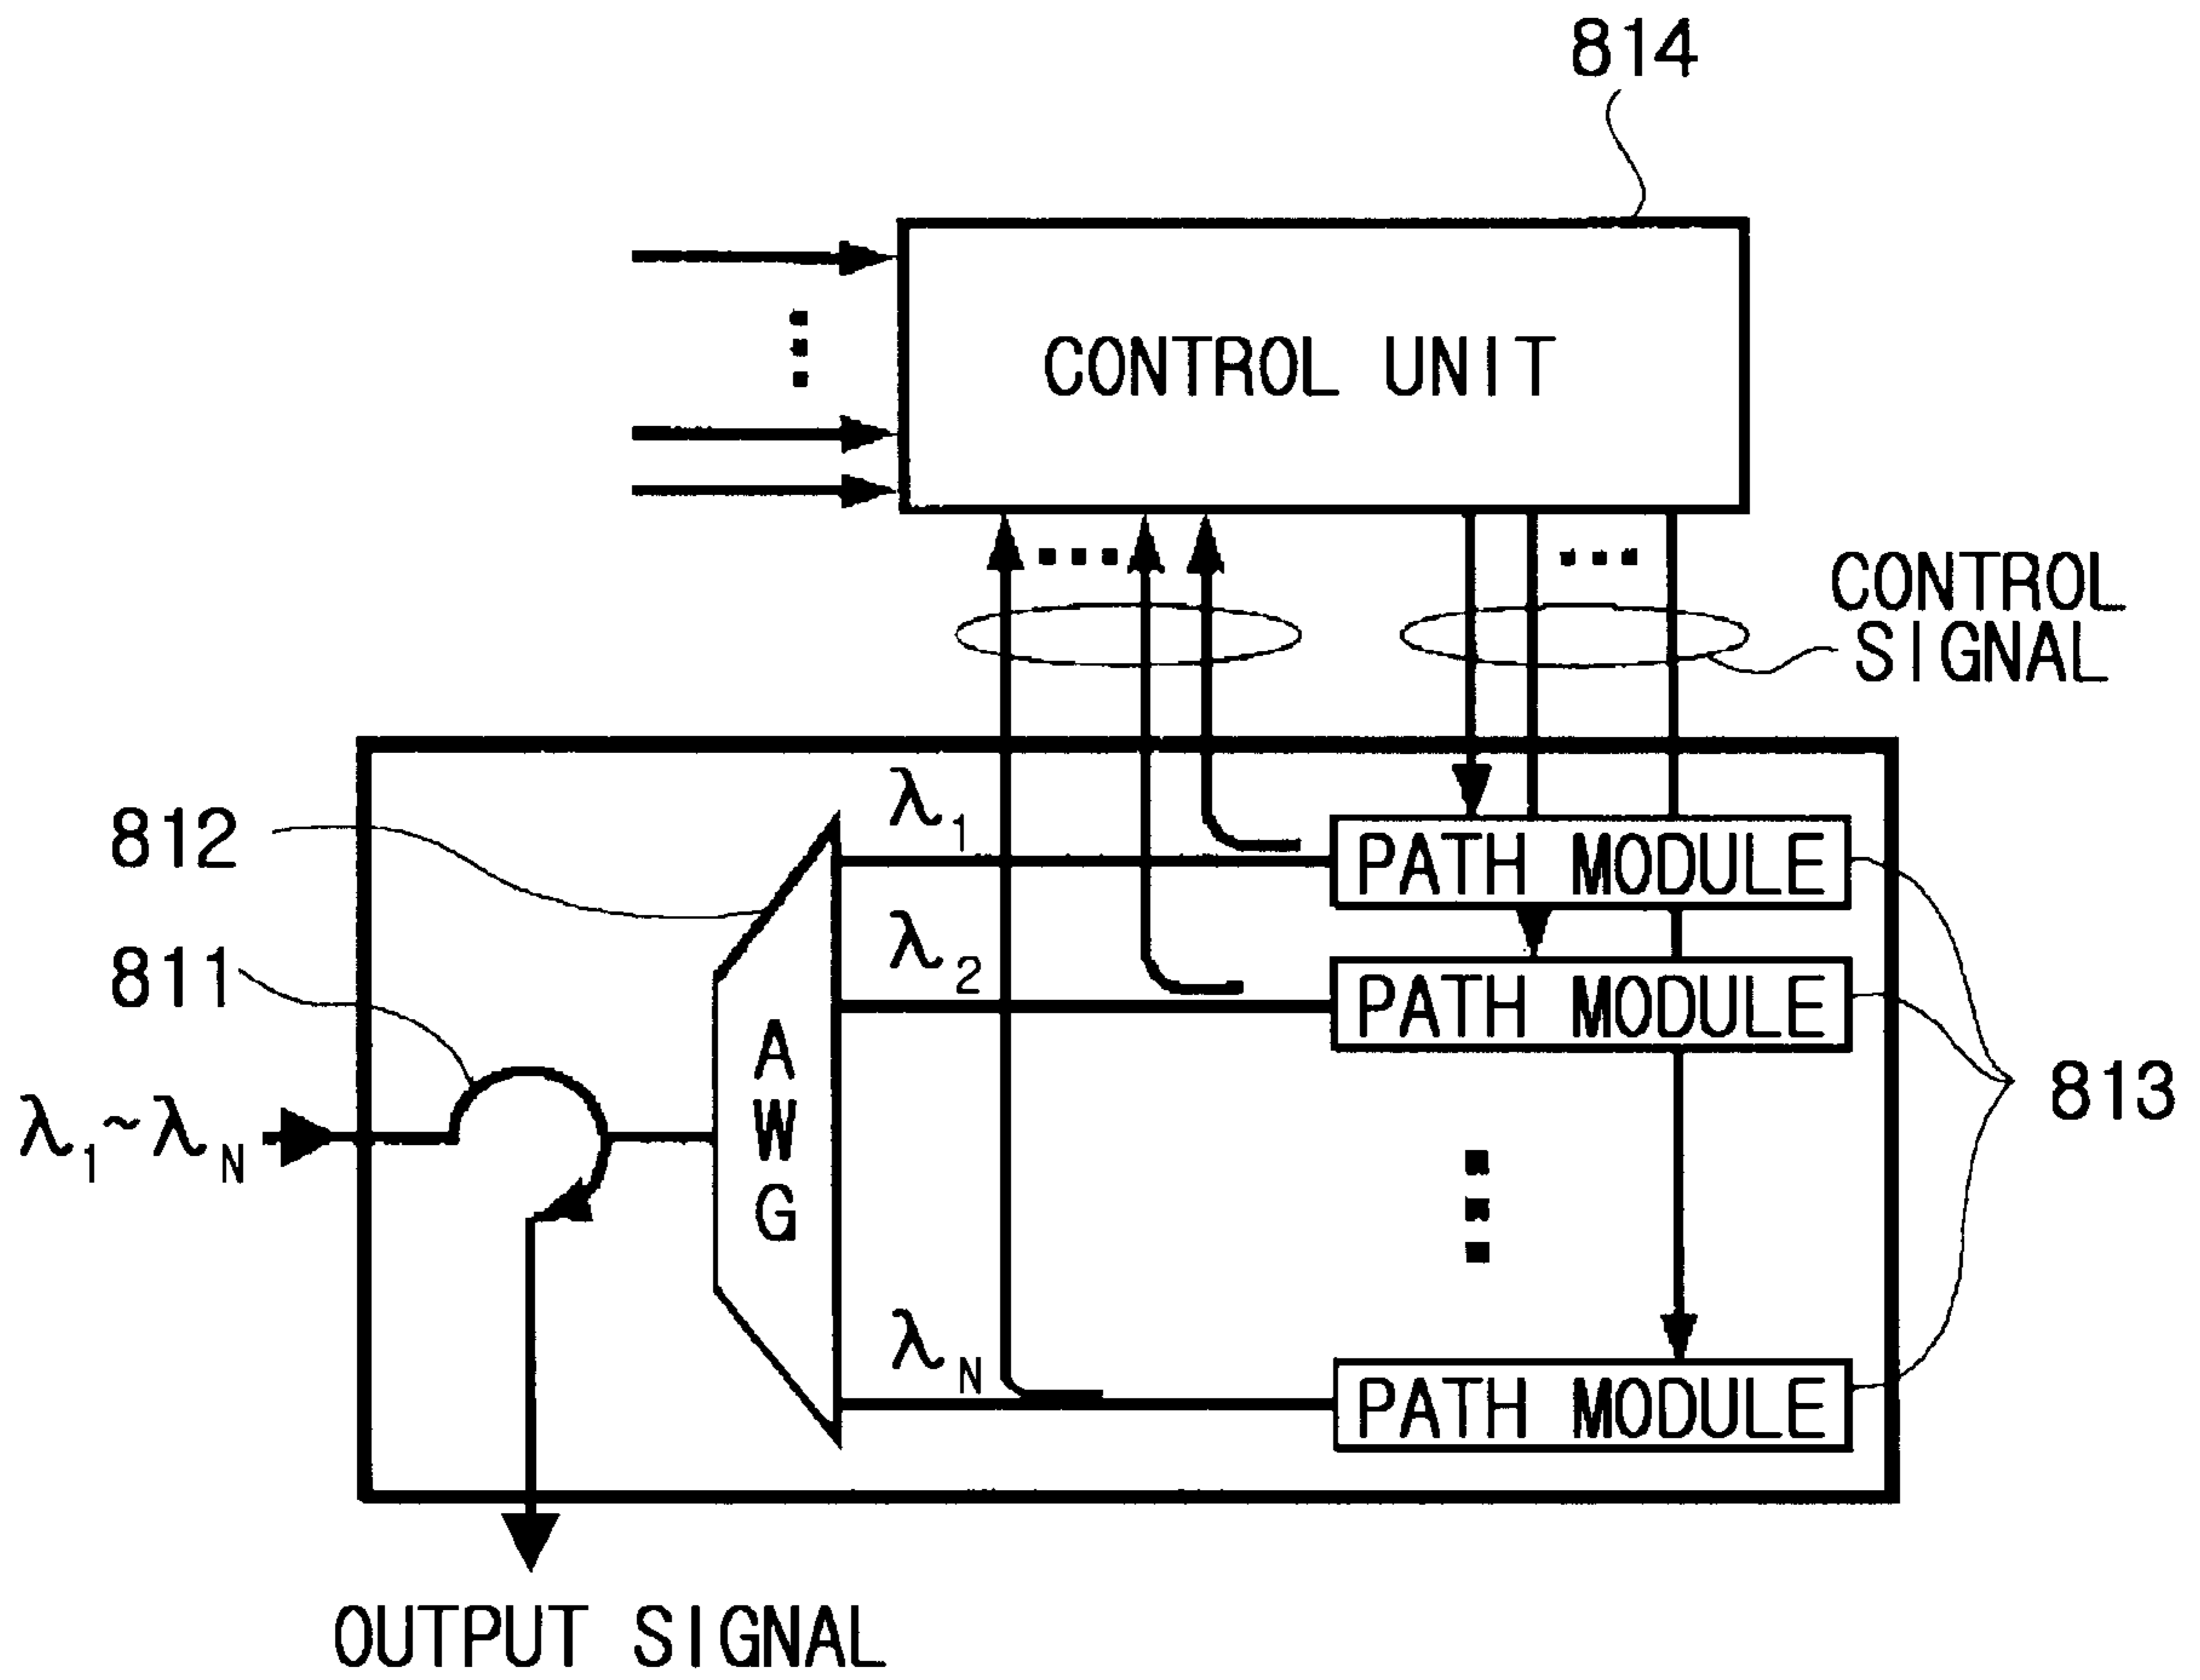 814
CONTROL UNIT
CONTROL
SIGNAL
λ1
PATH MODULE
812
λ2
PATH MODULE
811
AWG
λ1~λN
813
λN
PATH MODULE
OUTPUT SIGNAL